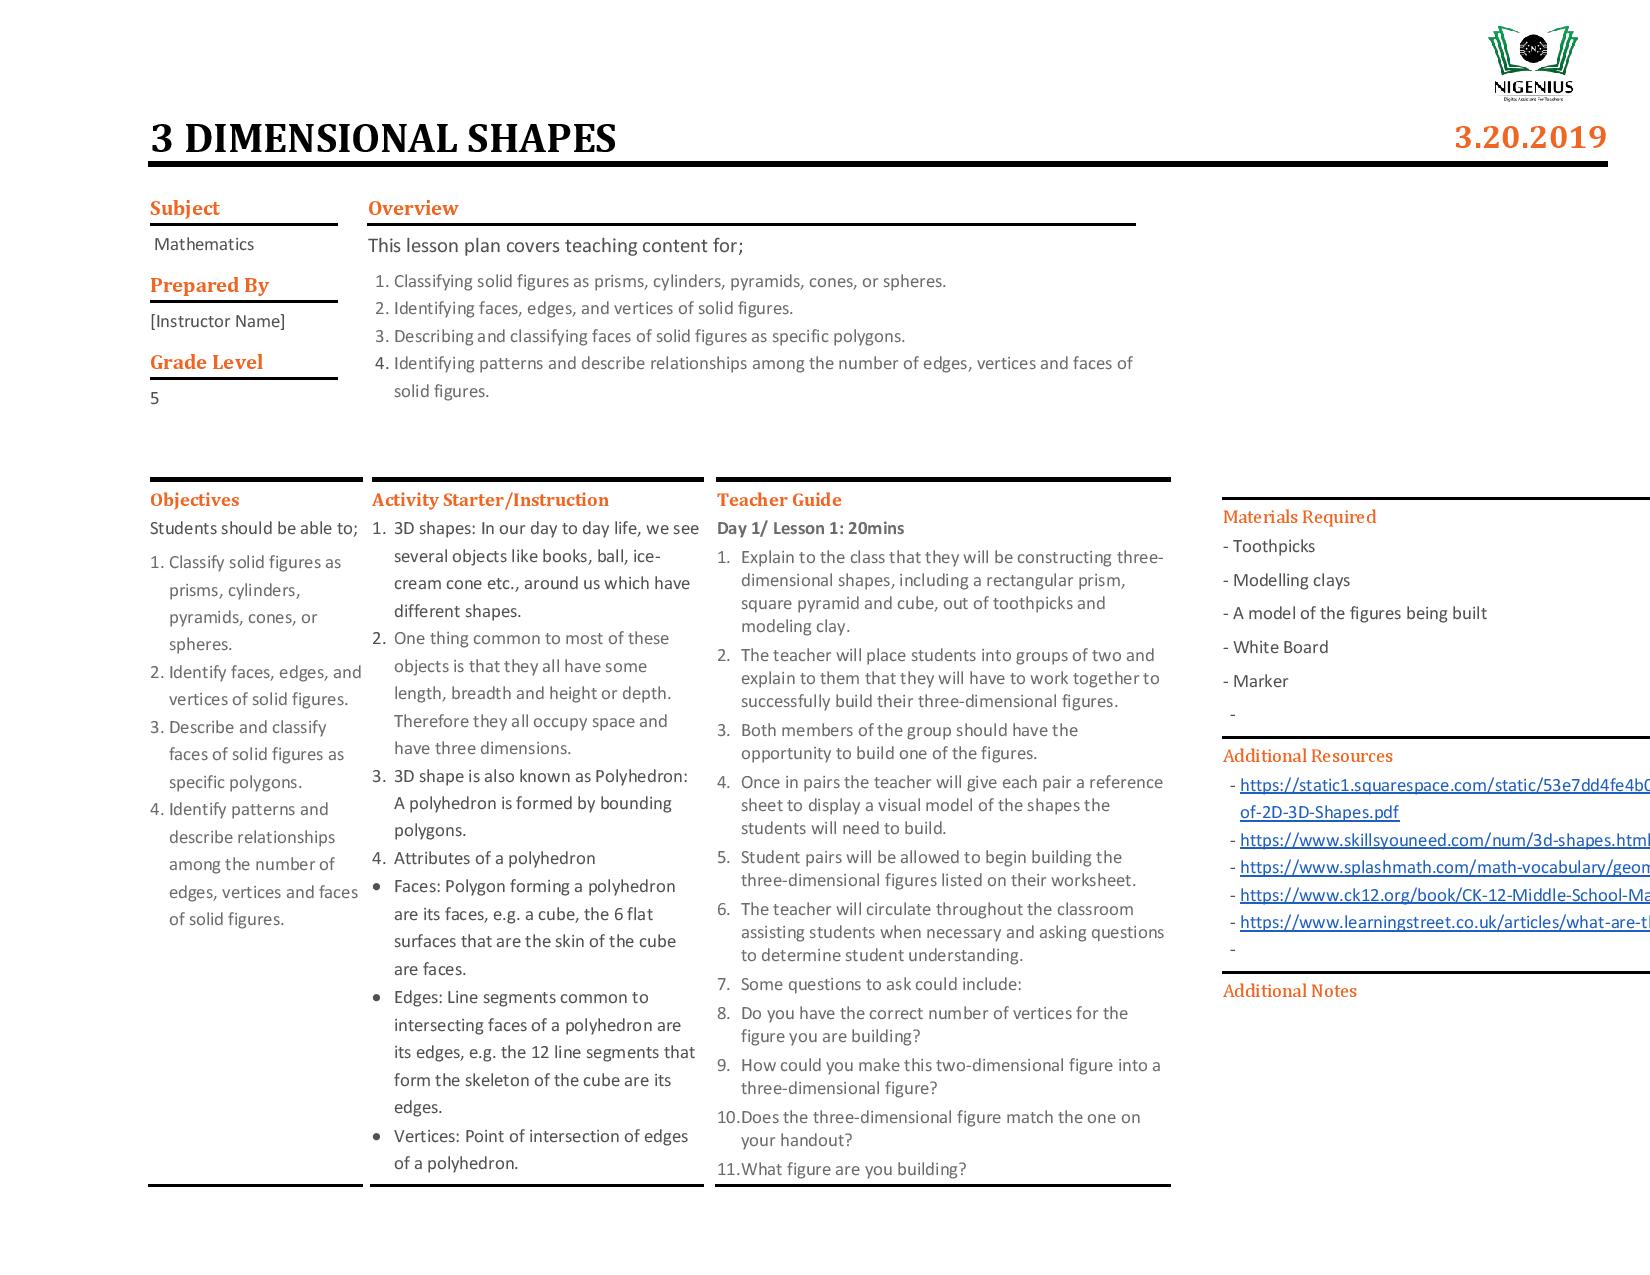 NIGENIUS
Digital Assistant For Teachers
3 DIMENSIONAL SHAPES
3.20.2019
Subject
Mathematics
Prepared By
[Instructor Name]
Grade Level
5
Overview
This lesson plan covers teaching content for;
1. Classifying solid figures as prisms, cylinders, pyramids, cones, or spheres.
2. Identifying faces, edges, and vertices of solid figures.
3. Describing and classifying faces of solid figures as specific polygons.
4. Identifying patterns and describe relationships among the number of edges, vertices and faces of
solid figures.
Objectives
Students should be able to;
1. Classify solid figures as
prisms, cylinders,
pyramids, cones, or
spheres.
2. Identify faces, edges, and
vertices of solid figures.
3. Describe and classify
faces of solid figures as
specific polygons.
4. Identify patterns and
describe relationships
among the number of
edges, vertices and faces
of solid figures.
Activity Starter/Instruction
1. 3D shapes: In our day to day life, we see
several objects like books, ball, ice-
cream cone etc., around us which have
different shapes.
2. One thing common to most of these
objects is that they all have some
length, breadth and height or depth.
Therefore they all occupy space and
have three dimensions.
3. 3D shape is also known as Polyhedron:
A polyhedron is formed by bounding
polygons.
4. Attributes of a polyhedron
• Faces: Polygon forming a polyhedron
are its faces, e.g. a cube, the 6 flat
surfaces that are the skin of the cube
are faces.
• Edges: Line segments common to
intersecting faces of a polyhedron are
its edges, e.g. the 12 line segments that
form the skeleton of the cube are its
edges.
• Vertices: Point of intersection of edges
of a polyhedron.
Teacher Guide
Day 1/ Lesson 1: 20mins
1. Explain to the class that they will be constructing three-
dimensional shapes, including a rectangular prism,
square pyramid and cube, out of toothpicks and
modeling clay.
2. The teacher will place students into groups of two and
explain to them that they will have to work together to
successfully build their three-dimensional figures.
3. Both members of the group should have the
opportunity to build one of the figures.
4. Once in pairs the teacher will give each pair a reference
sheet to display a visual model of the shapes the
students will need to build.
5. Student pairs will be allowed to begin building the
three-dimensional figures listed on their worksheet.
6. The teacher will circulate throughout the classroom
assisting students when necessary and asking questions
to determine student understanding.
7. Some questions to ask could include:
8. Do you have the correct number of vertices for the
figure you are building?
9. How could you make this two-dimensional figure into a
three-dimensional figure?
10.Does the three-dimensional figure match the one on
your handout?
11.What figure are you building?
Materials Required
- Toothpicks
- Modelling clays
- A model of the figures being built
- White Board
- Marker
-
Additional Resources
- https://static1.squarespace.com/static/53e7dd4fe4b0
of-2D-3D-Shapes.pdf
- https://www.skillsyouneed.com/num/3d-shapes.html
- https://www.splashmath.com/math-vocabulary/geom
- https://www.ck12.org/book/CK-12-Middle-School-Ma
- https://www.learningstreet.co.uk/articles/what-are-th
-
Additional Notes